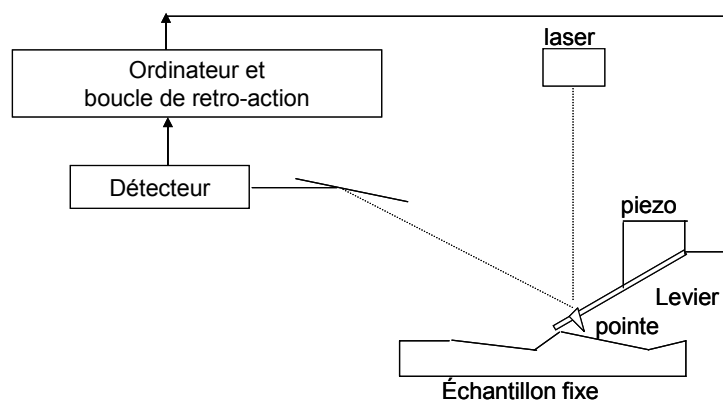 laser
Ordinateur et
boucle de retro-action
Détecteur
piezo
Levier
pointe
Échantillon fixe